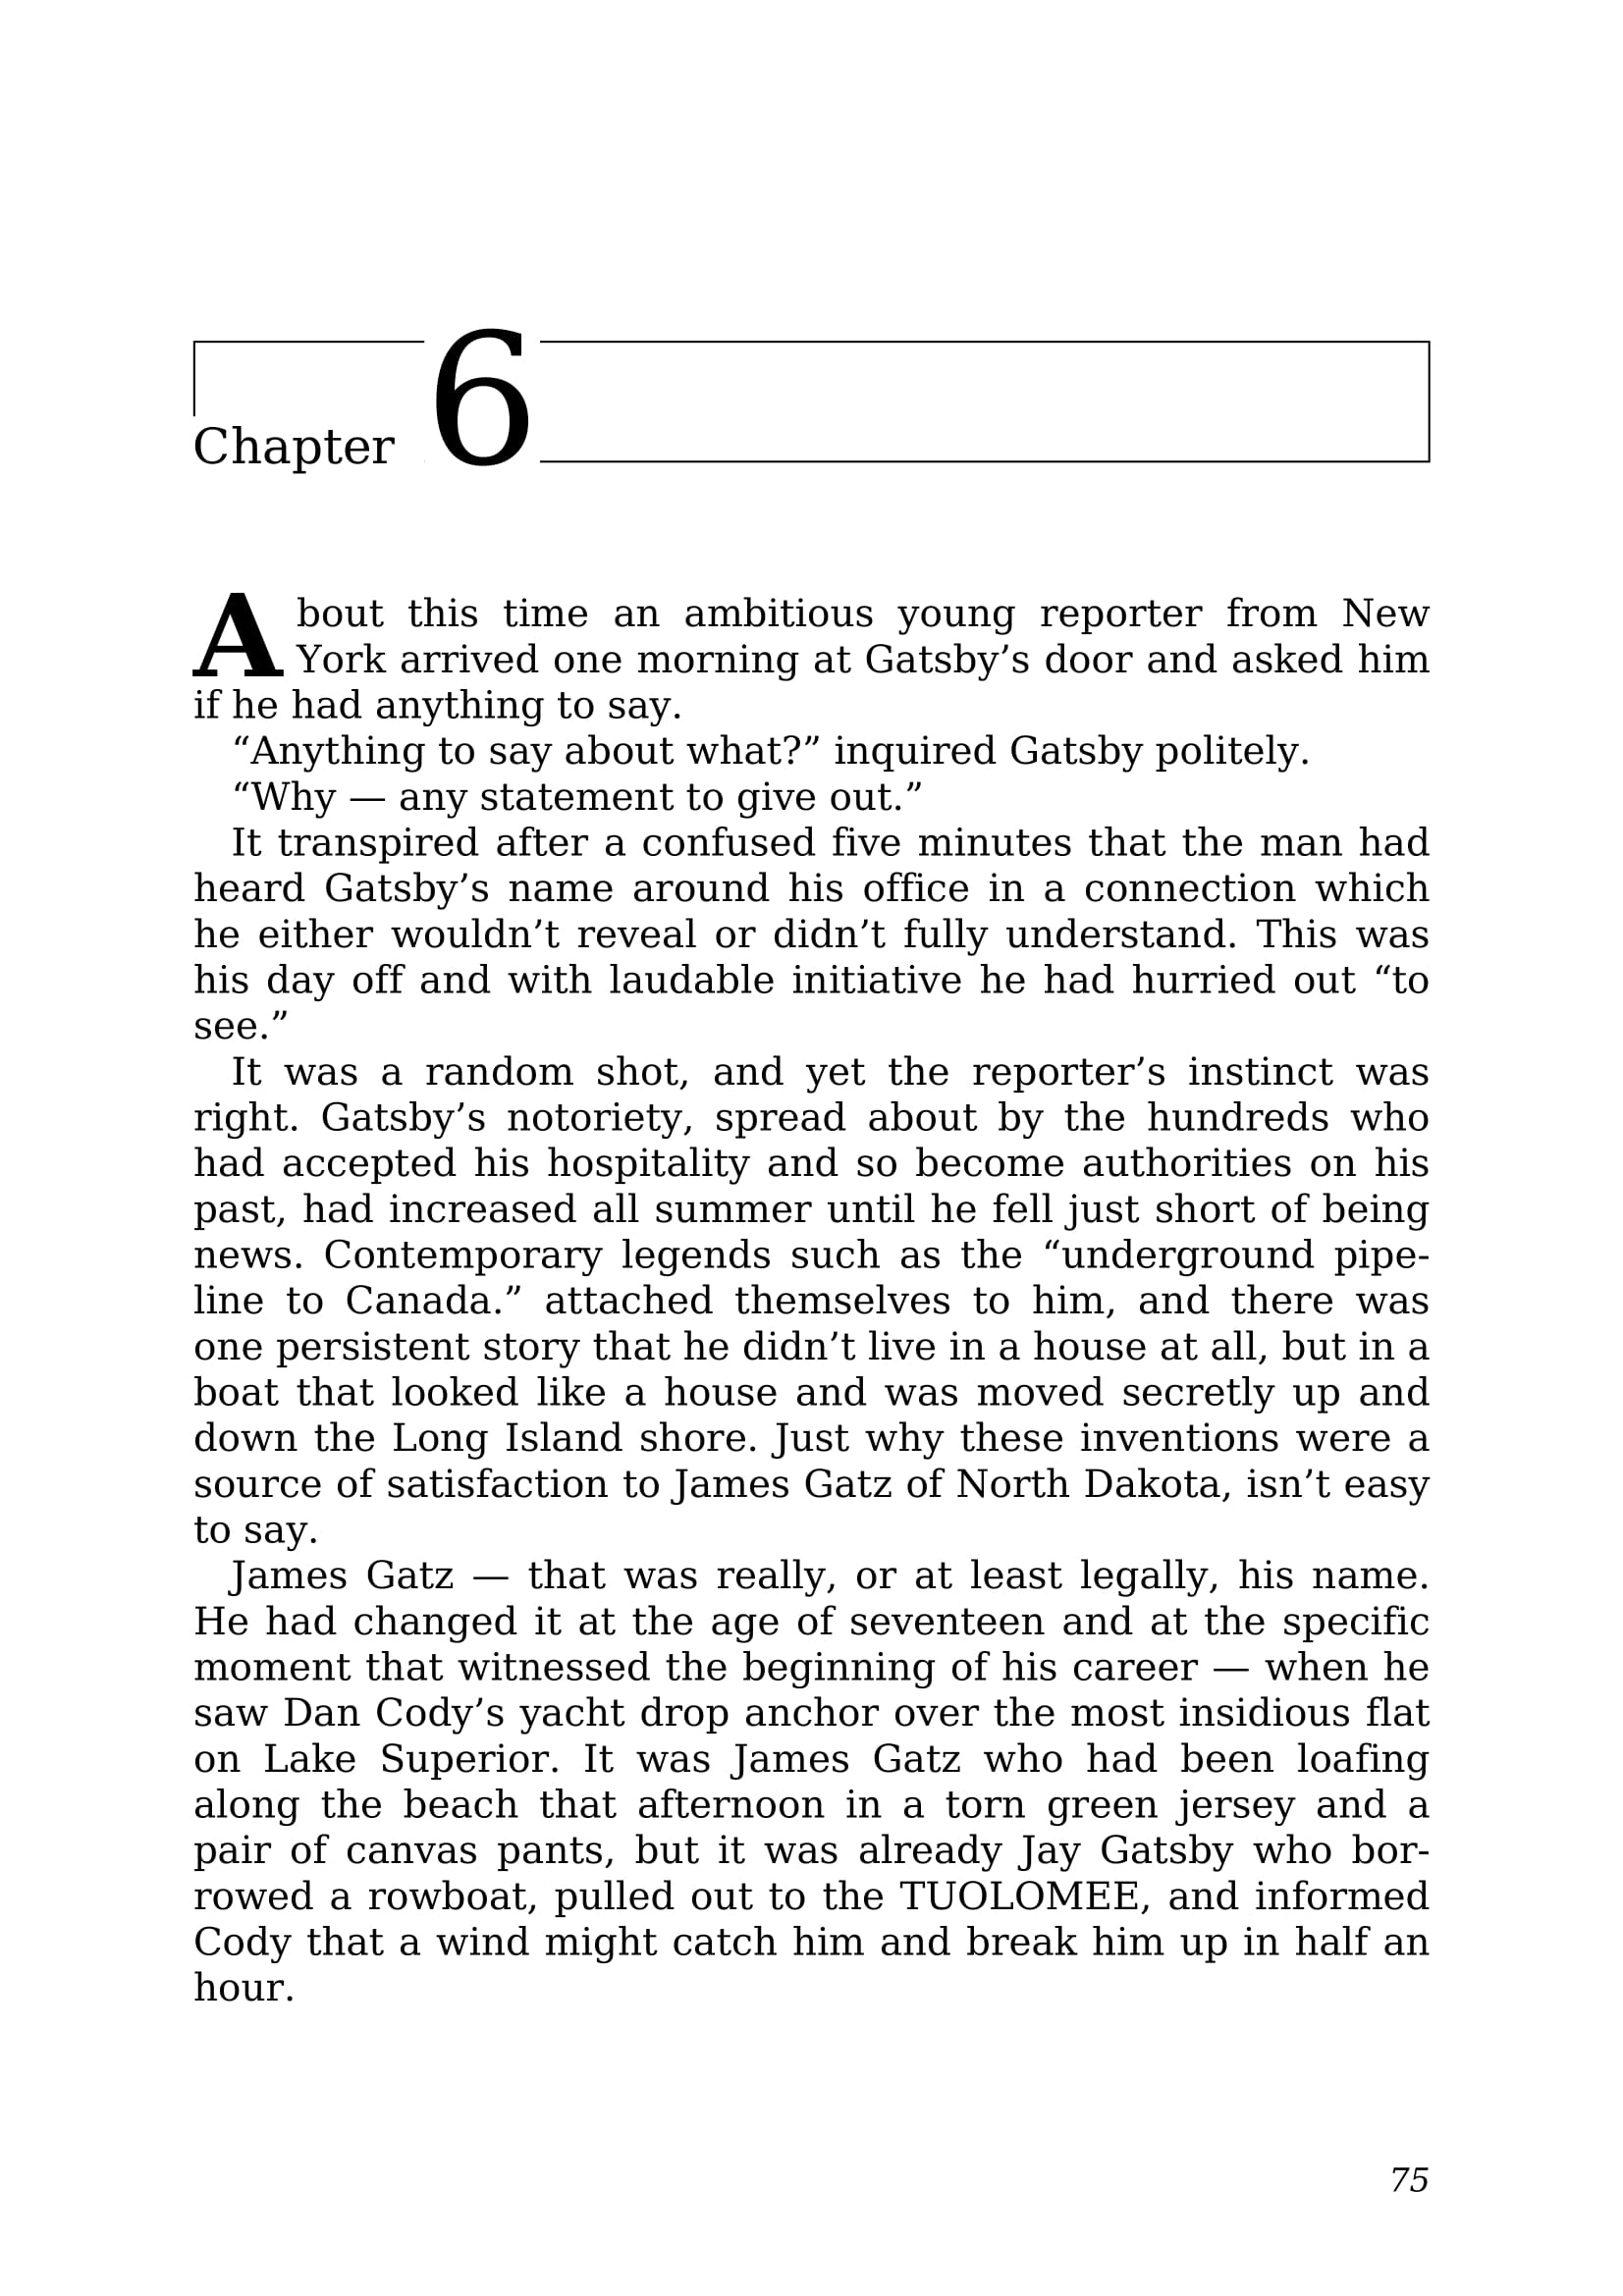 Chapter 6
About this time an ambitious young reporter from New
York arrived one morning at Gatsby’s door and asked him
if he had anything to say.
“Anything to say about what?” inquired Gatsby politely.
“Why — any statement to give out.”
It transpired after a confused five minutes that the man had
heard Gatsby’s name around his office in a connection which
he either wouldn’t reveal or didn’t fully understand. This was
his day off and with laudable initiative he had hurried out “to
see.”
It was a random shot, and yet the reporter’s instinct was
right. Gatsby’s notoriety, spread about by the hundreds who
had accepted his hospitality and so become authorities on his
past, had increased all summer until he fell just short of being
news. Contemporary legends such as the “underground pipe-
line to Canada.” attached themselves to him, and there was
one persistent story that he didn’t live in a house at all, but in a
boat that looked like a house and was moved secretly up and
down the Long Island shore. Just why these inventions were a
source of satisfaction to James Gatz of North Dakota, isn’t easy
to say.
James Gatz — that was really, or at least legally, his name.
He had changed it at the age of seventeen and at the specific
moment that witnessed the beginning of his career — when he
saw Dan Cody’s yacht drop anchor over the most insidious flat
on Lake Superior. It was James Gatz who had been loafing
along the beach that afternoon in a torn green jersey and a
pair of canvas pants, but it was already Jay Gatsby who bor-
rowed a rowboat, pulled out to the TUOLOMEE, and informed
Cody that a wind might catch him and break him up in half an
hour.
75